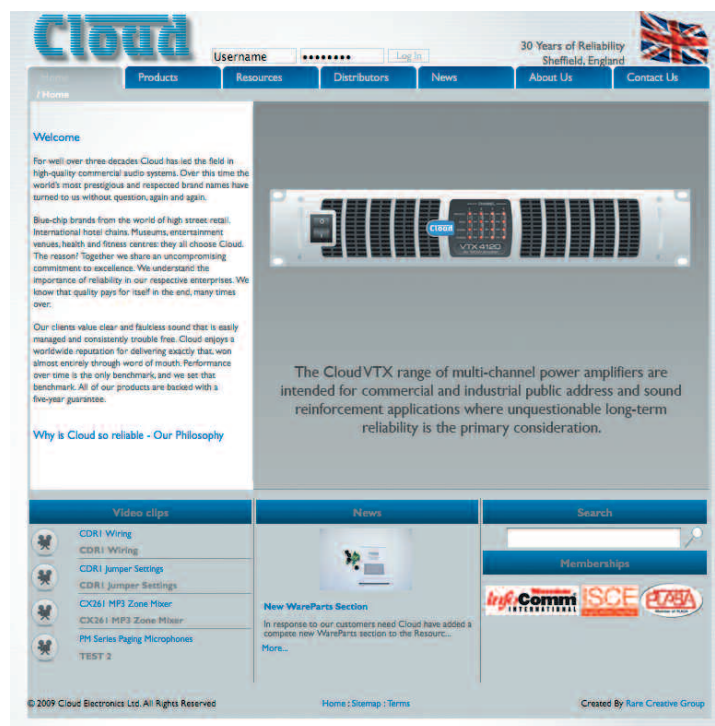 Cloud
Username
Log In
30 Years of Reliability
Sheffield, England
Home
Products
Resources
Distributors
News
About Us
Contact Us
/ Home
Welcome
For well over three decades Cloud has led the field in
high-quality commercial audio systems. Over this time the
world's most prestigious and respected brand names have
turned to us without question, again and again.
Blue-chip brands from the world of high street retail.
International hotel chains. Museums, entertainment
venues, health and fitness centres: they all choose Cloud.
The reason? Together we share an uncompromising
commitment to excellence. We understand the
importance of reliability in our respective enterprises. We
know that quality pays for itself in the end, many times
over.
Our clients value clear and faultless sound that is easily
managed and consistently trouble free. Cloud enjoys a
worldwide reputation for delivering exactly that, won
almost entirely through word of mouth. Performance
over time is the only benchmark, and we set that
benchmark. All of our products are backed with a
five-year guarantee.
Why is Cloud so reliable - Our Philosophy
Cloud
VTX4120
The Cloud VTX range of multi-channel power amplifiers are
intended for commercial and industrial public address and sound
reinforcement applications where unquestionable long-term
reliability is the primary consideration.
Video clips
CDR1 Wiring
CDR1 Wiring
CDR1 Jumper Settings
CDR1 Jumper Settings
CX261 MP3 Zone Mixer
CX261 MP3 Zone Mixer
PM Series Paging Microphones
TEST 2
News
New WareParts Section
In response to our customers need Cloud have added a
compete new WareParts section to the Resourc...
More...
Search
Memberships
infoComm
INTERNATIONAL
ISCE
PLASA
© 2009 Cloud Electronics Ltd. All Rights Reserved
Home : Sitemap : Terms
Created By Rare Creative Group